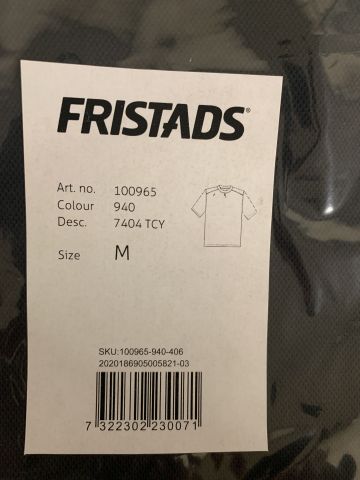 FRISTADS®
Art. no. 100965
Colour 940
Desc. 7404 TCY
Size M
SKU:100965-940-406
2020186905005821-03
7 322302 230071